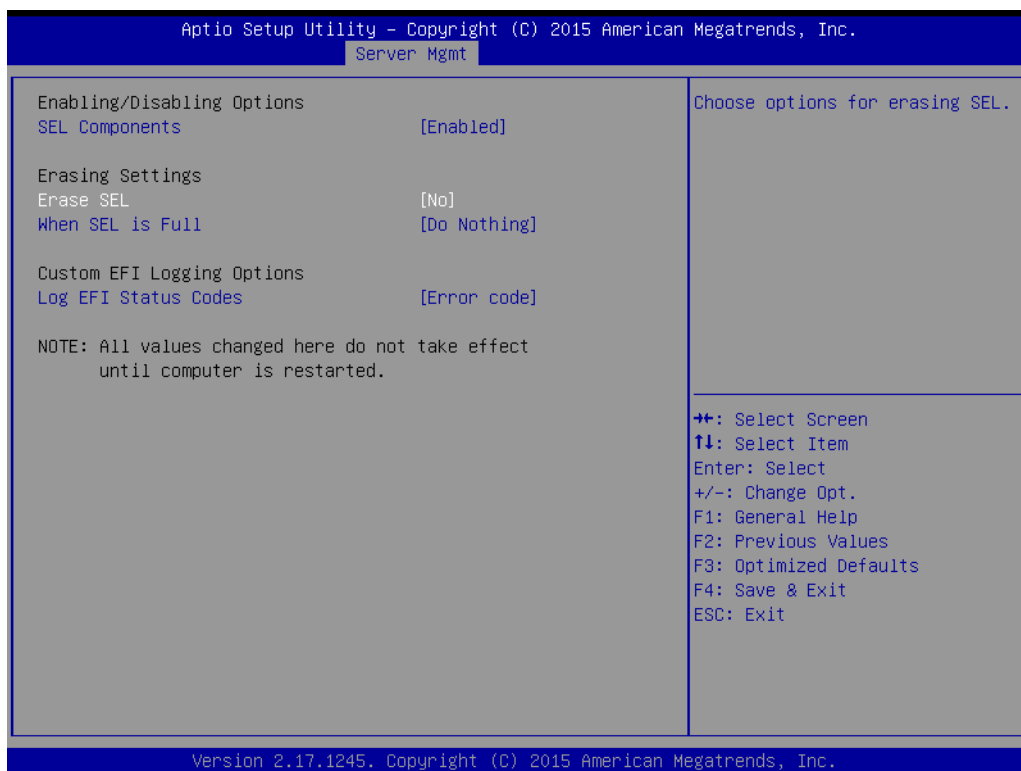 Aptio Setup Utility – Copyright (C) 2015 American Megatrends, Inc.
Server Mgmt
Enabling/Disabling Options
SEL Components [Enabled]
Erasing Settings
Erase SEL [No]
When SEL is Full [Do Nothing]
Custom EFI Logging Options
Log EFI Status Codes [Error code]
NOTE: All values changed here do not take effect
until computer is restarted.
Choose options for erasing SEL.
→←: Select Screen
↑↓: Select Item
Enter: Select
+/-: Change Opt.
F1: General Help
F2: Previous Values
F3: Optimized Defaults
F4: Save & Exit
ESC: Exit
Version 2.17.1245. Copyright (C) 2015 American Megatrends, Inc.